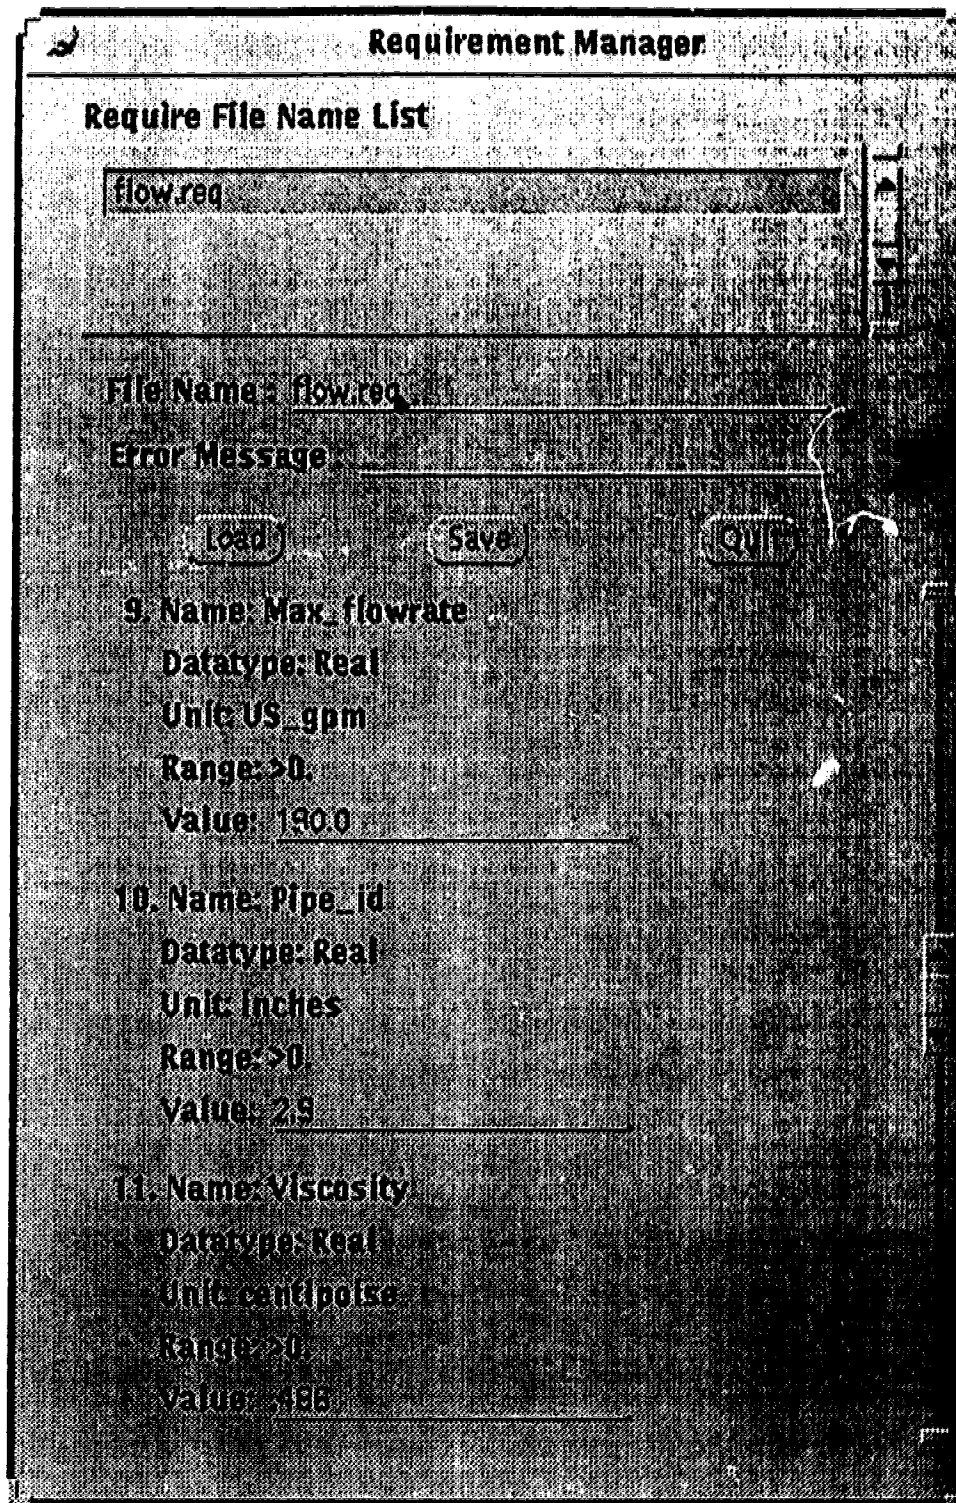 Requirement Manager
Require File Name List
flow.req
File Name : flow.req
Error Message :
Load Save Quit
9. Name: Max_flowrate
Datatype: Real
Unit: US_gpm
Range: >0.
Value: 190.0
10. Name: Pipe_id
Datatype: Real
Unit: inches
Range: >0.
Value: 2.9
11. Name: Viscosity
Datatype: Real
Unit: centipoise
Range: >0.
Value: .486